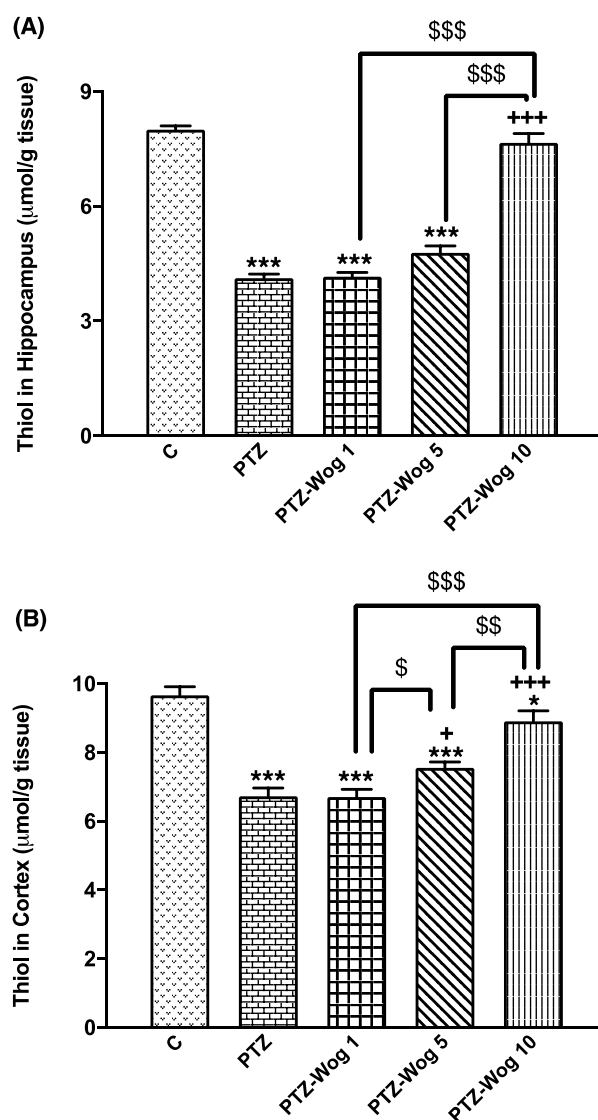 (A)
$$$
$$$
+++
9
6
3
0
Thiol in Hippocampus (μmol/g tissue)
***
***
***
C
PTZ
PTZ-Wog 1
PTZ-Wog 5
PTZ-Wog 10
(B)
$$$
$$
$
+++
*
+
***
***
***
10
8
6
4
2
0
Thiol in Cortex (μmol/g tissue)
C
PTZ
PTZ-Wog 1
PTZ-Wog 5
PTZ-Wog 10